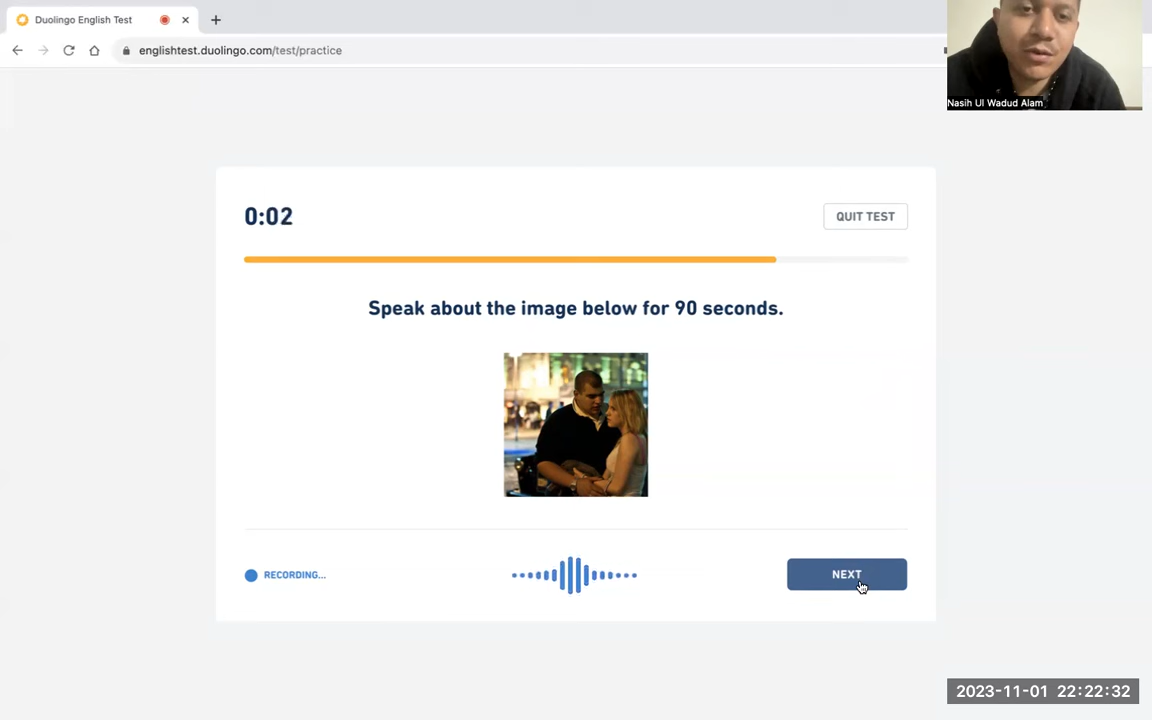 Duolingo English Test
englishtest.duolingo.com/test/practice
Nasih Ul Wadud Alam
0:02
QUIT TEST
Speak about the image below for 90 seconds.
RECORDING...
NEXT
2023-11-01 22:22:32